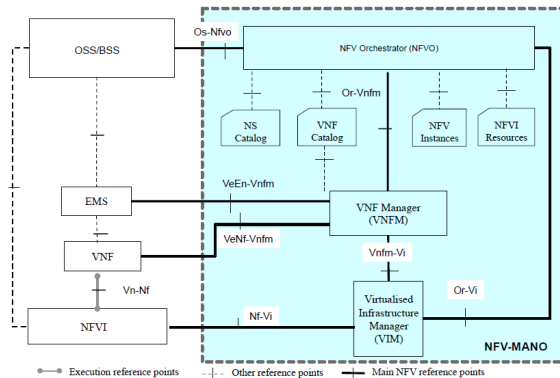 Os-Nfvo
OSS/BSS
NFV Orchestrator (NFVO)
Or-Vnfm
NS
Catalog
VNF
Catalog
NFV
Instances
NFVI
Resources
EMS
VeEn-Vnfm
VNF Manager
(VNFM)
VNF
VeNf-Vnfm
Vnfm-Vi
Vn-Nf
Virtualised
Infrastructure
Manager
(VIM)
Or-Vi
NFVI
Nf-Vi
NFV-MANO
Execution reference points
Other reference points
Main NFV reference points